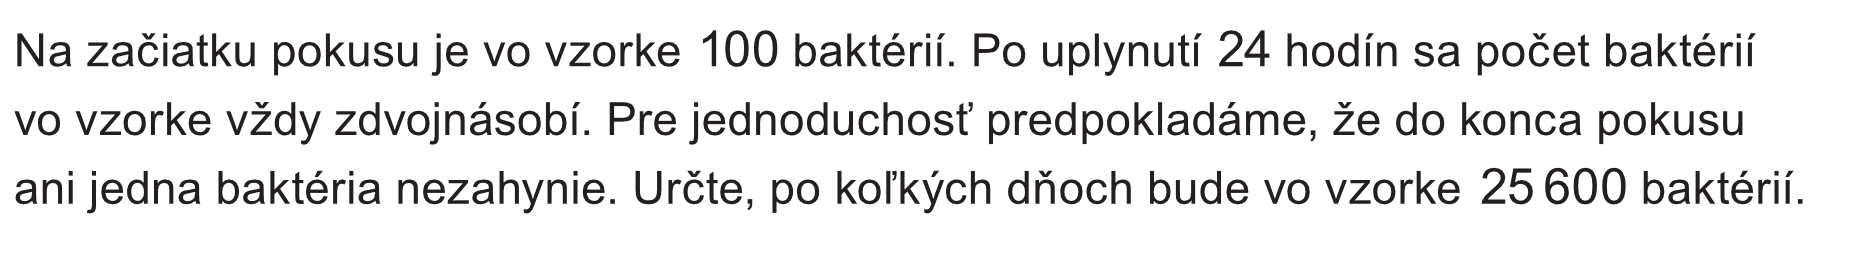 Na začiatku pokusu je vo vzorke 100 baktérií. Po uplynutí 24 hodín sa počet baktérií
vo vzorke vždy zdvojnásobí. Pre jednoduchosť predpokladáme, že do konca pokusu
ani jedna baktéria nezahynie. Určte, po koľkých dňoch bude vo vzorke 25 600 baktérií.